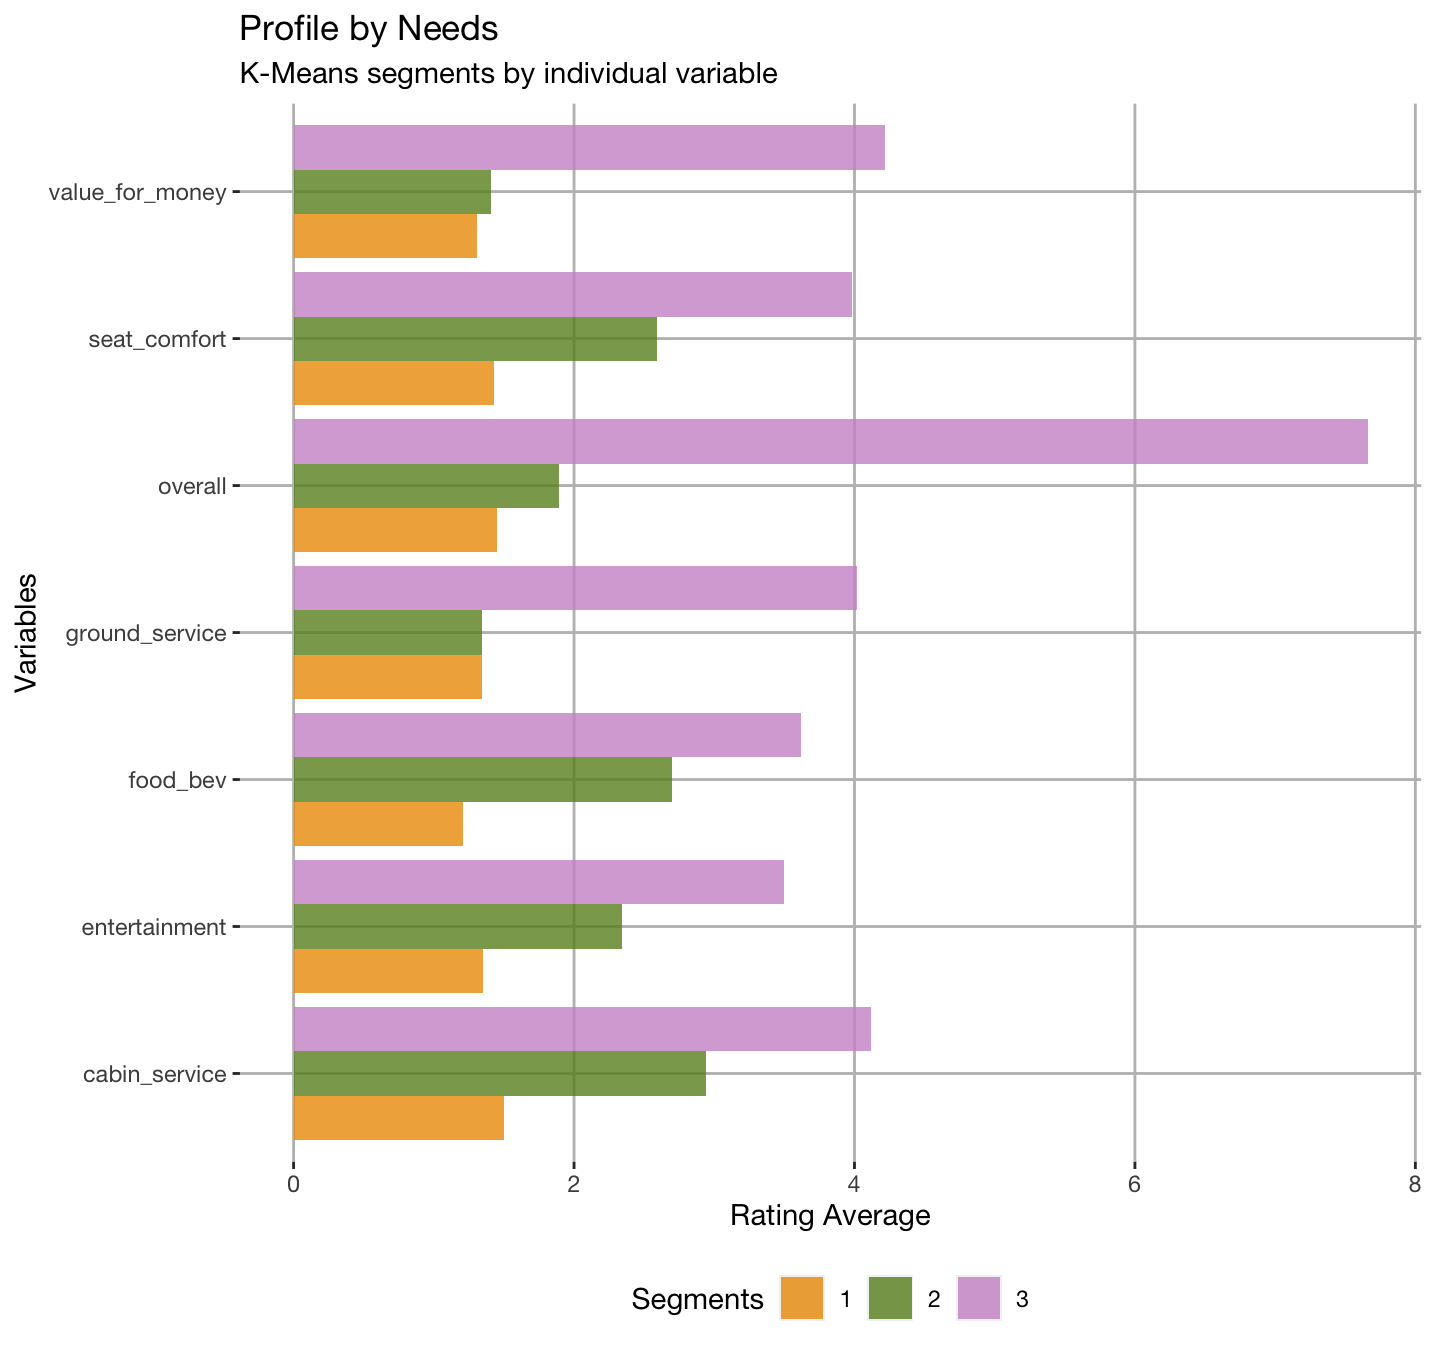 Profile by Needs
K-Means segments by individual variable
Variables
value_for_money
seat_comfort
overall
ground_service
food_bev
entertainment
cabin_service
0 2 4 6 8
Rating Average
Segments 1 2 3